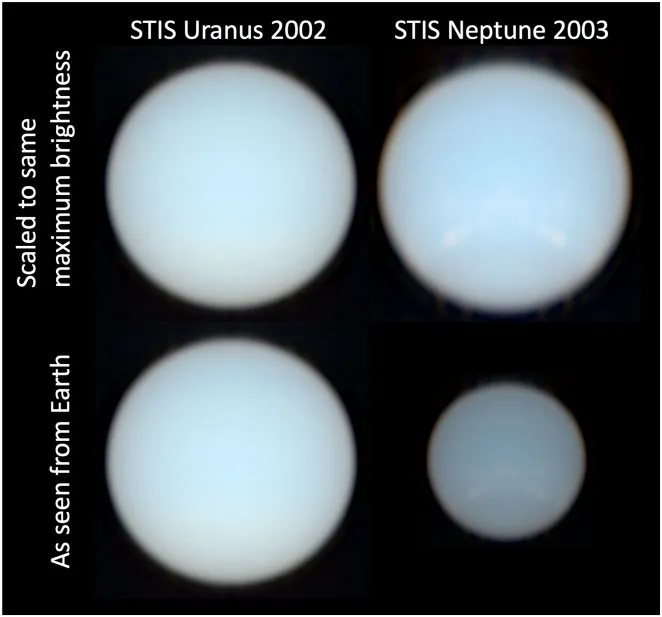 STIS Uranus 2002
STIS Neptune 2003
Scaled to same
maximum brightness
As seen from Earth